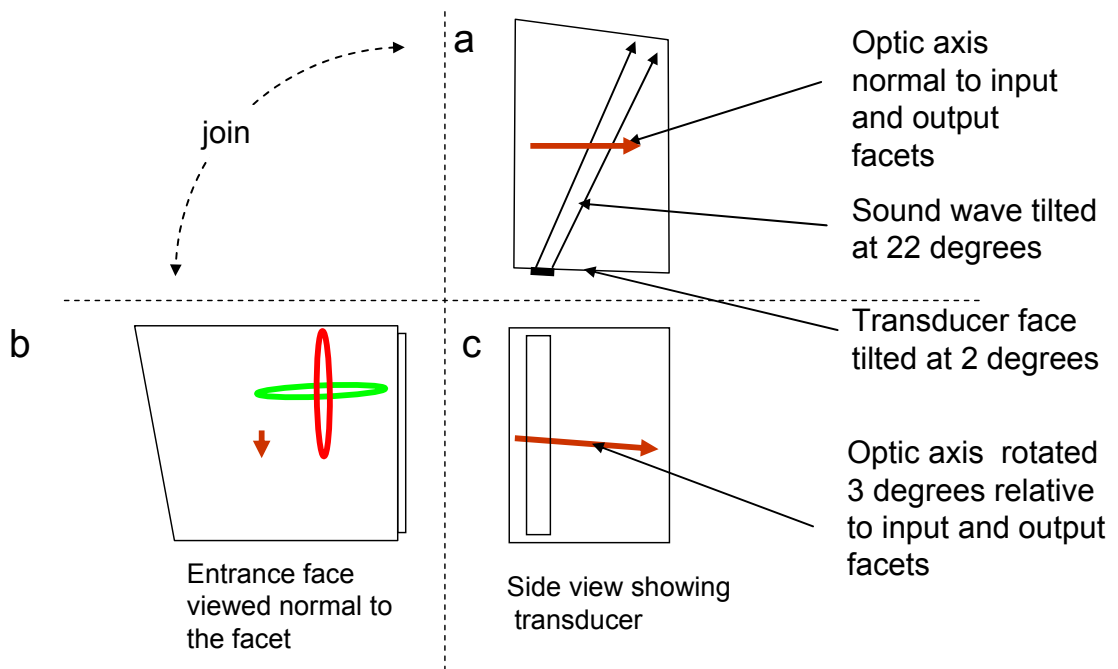 a
Optic axis
normal to input
and output
facets
join
Sound wave tilted
at 22 degrees
Transducer face
tilted at 2 degrees
b
c
Optic axis rotated
3 degrees relative
to input and output
facets
Entrance face
viewed normal to
the facet
Side view showing
transducer